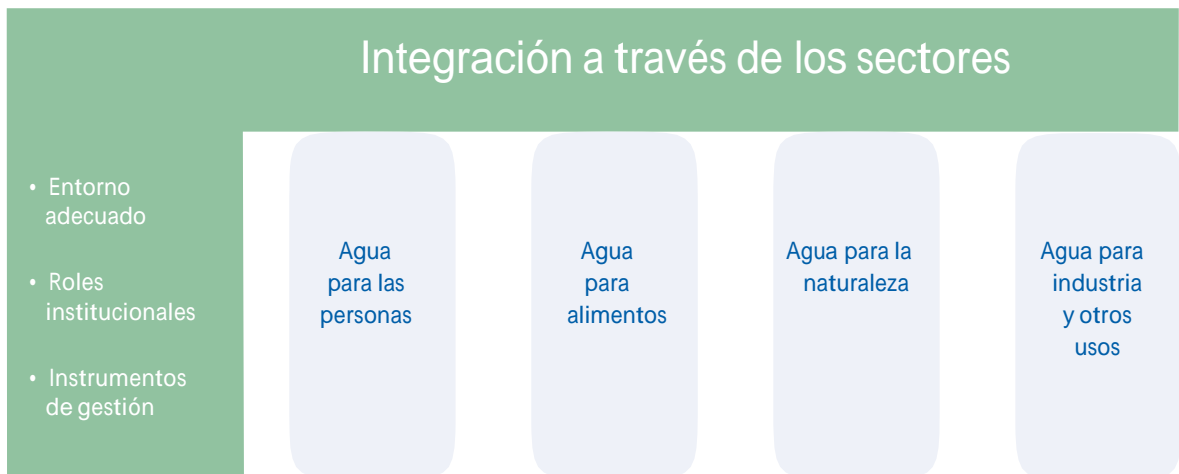 Integración a través de los sectores
• Entorno
adecuado
• Roles
institucionales
• Instrumentos
de gestión
Agua
para las
personas
Agua
para
alimentos
Agua para la
naturaleza
Agua para
industria
y otros
usos